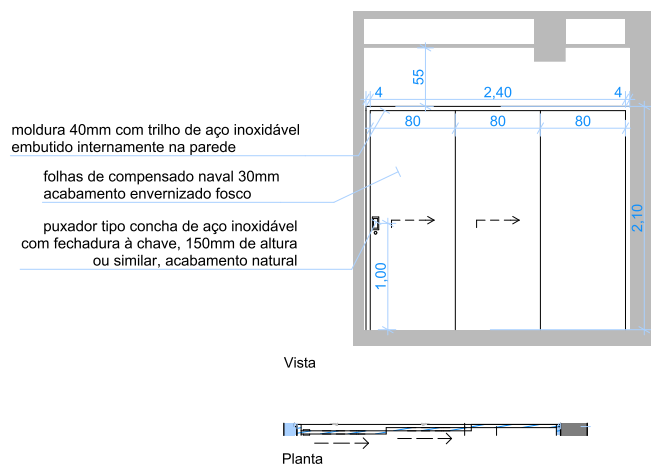 55
4 2,40 4
80 80 80
moldura 40mm com trilho de aço inoxidável
embutido internamente na parede
folhas de compensado naval 30mm
acabamento envernizado fosco
puxador tipo concha de aço inoxidável
com fechadura à chave, 150mm de altura
ou similar, acabamento natural
2,10
1,00
Vista
Planta